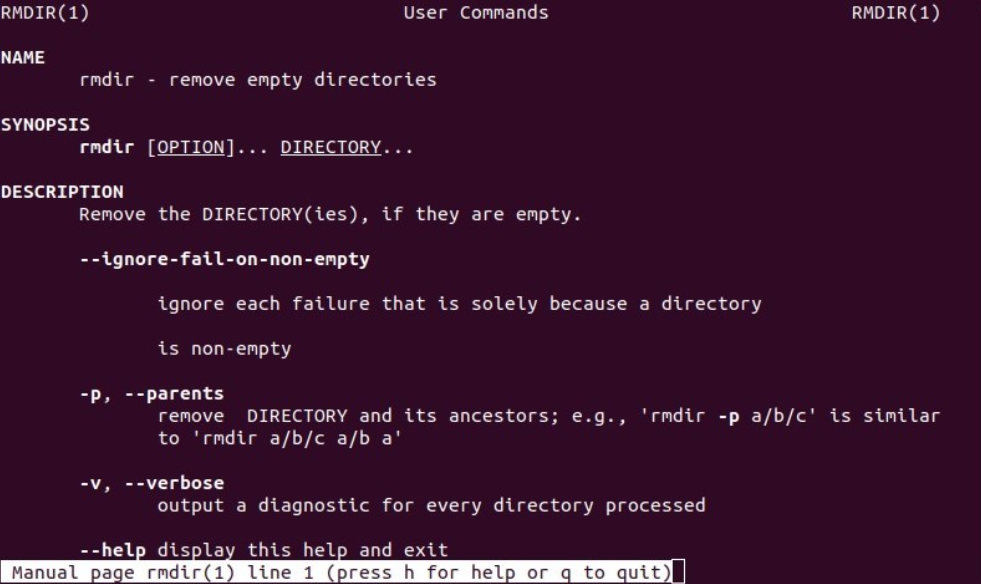 RMDIR(1) User Commands RMDIR(1)
NAME
rmdir - remove empty directories
SYNOPSIS
rmdir [OPTION]... DIRECTORY...
DESCRIPTION
Remove the DIRECTORY(ies), if they are empty.
--ignore-fail-on-non-empty
ignore each failure that is solely because a directory
is non-empty
-p, --parents
remove DIRECTORY and its ancestors; e.g., 'rmdir -p a/b/c' is similar
to 'rmdir a/b/c a/b a'
-v, --verbose
output a diagnostic for every directory processed
--help display this help and exit
Manual page rmdir(1) line 1 (press h for help or q to quit)